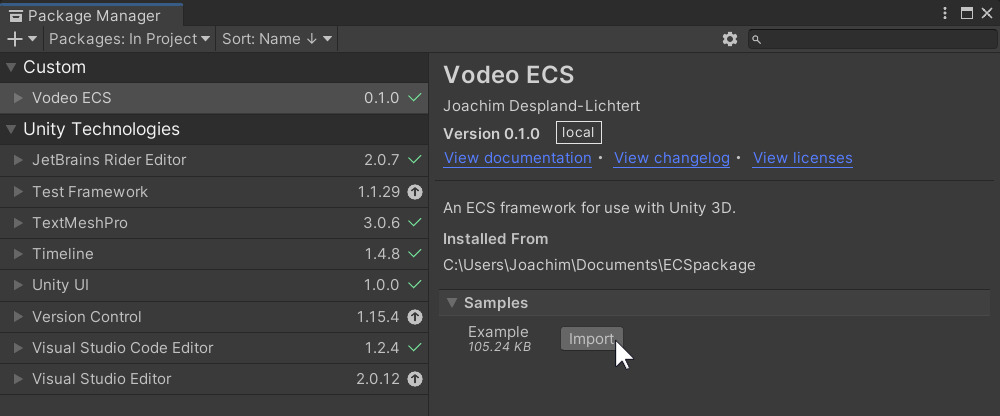 Package Manager
Packages: In Project Sort: Name ↓
Custom
Vodeo ECS 0.1.0
Unity Technologies
JetBrains Rider Editor 2.0.7
Test Framework 1.1.29
TextMeshPro 3.0.6
Timeline 1.4.8
Unity UI 1.0.0
Version Control 1.15.4
Visual Studio Code Editor 1.2.4
Visual Studio Editor 2.0.12
Vodeo ECS
Joachim Despland-Lichtert
Version 0.1.0 local
View documentation • View changelog • View licenses
An ECS framework for use with Unity 3D.
Installed From
C:\Users\Joachim\Documents\ECSpackage
Samples
Example Import
105.24 KB